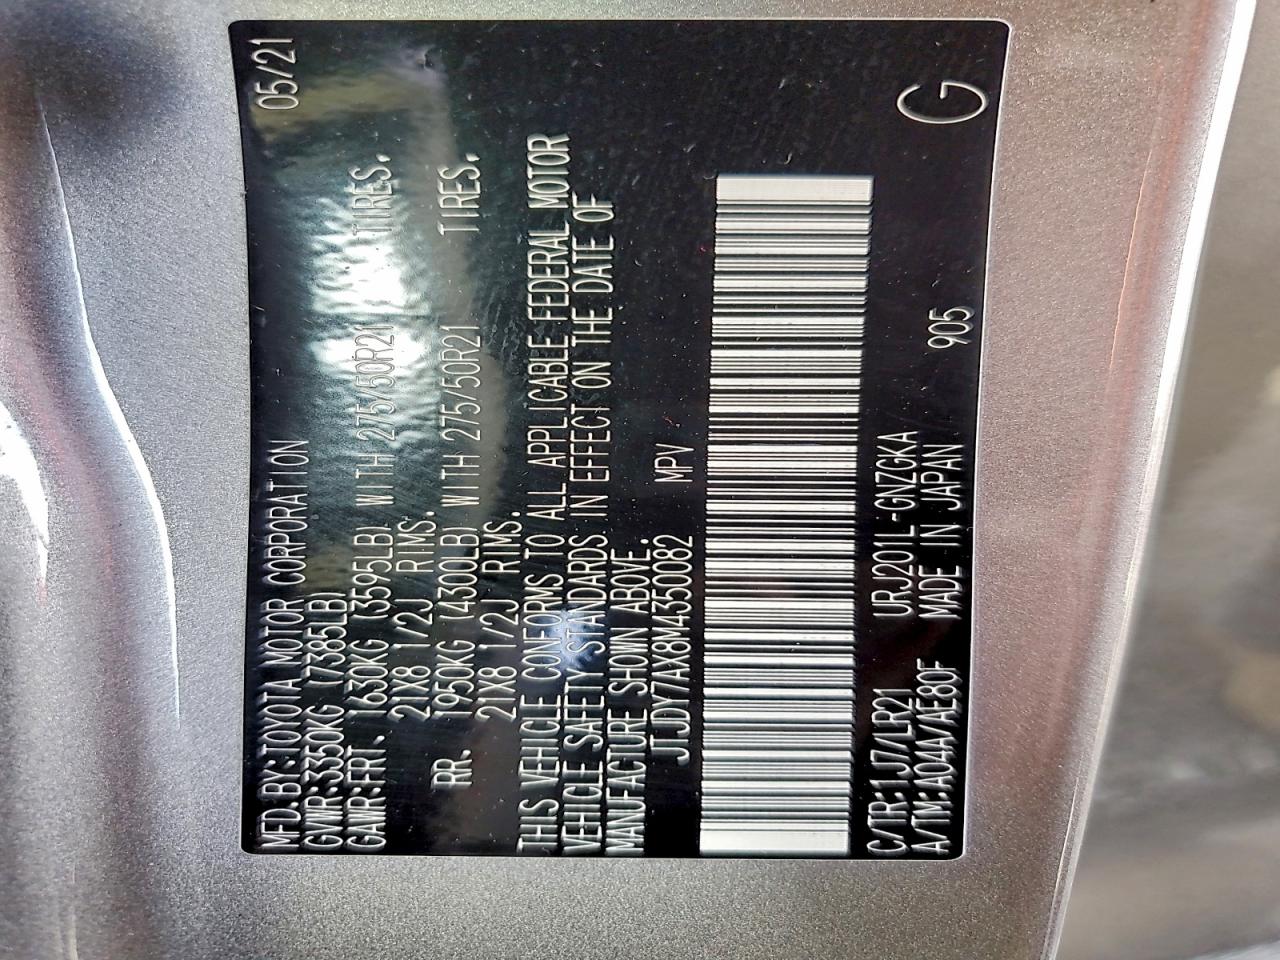 MFD.BY:TOYOTA MOTOR CORPORATION 05/21
GVWR:3350KG (7385LB)
GAWR:FRT. 1630KG (3595LB) WITH 275/50R21 TIRES.
21X8 1/2J RIMS.
RR. 1950KG (4300LB) WITH 275/50R21 TIRES.
21X8 1/2J RIMS.
THIS VEHICLE CONFORMS TO ALL APPLICABLE FEDERAL MOTOR
VEHICLE SAFETY STANDARDS IN EFFECT ON THE DATE OF
MANUFACTURE SHOWN ABOVE.
JTJDY7AX8M4350082 MPV
C/TR:1J7/LR21 URJ201L-GNZGKA
A/TM:A04A/AE80F MADE IN JAPAN 905 G